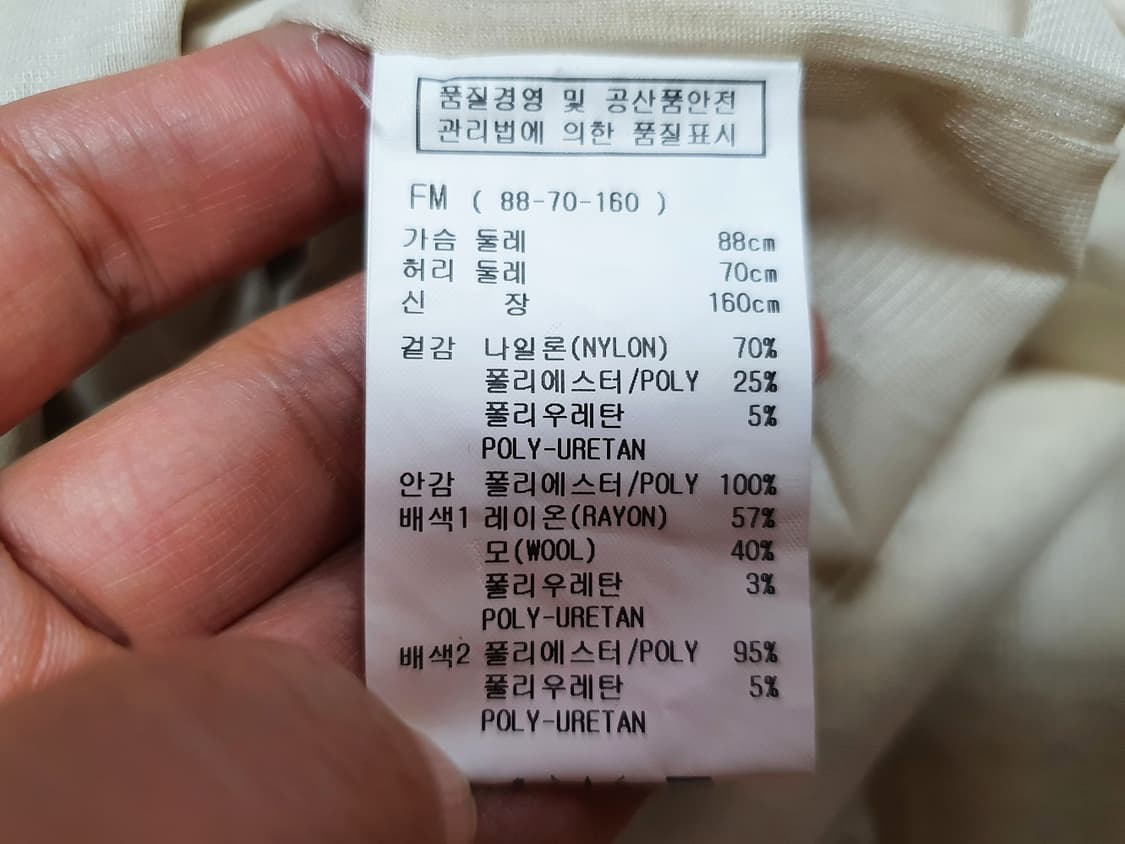 품질경영 및 공산품안전
관리법에 의한 품질표시
FM ( 88-70-160 )
가슴 둘레 88cm
허리 둘레 70cm
신 장 160cm
겉감 나일론(NYLON) 70%
폴리에스터/POLY 25%
폴리우레탄 5%
POLY-URETAN
안감 폴리에스터/POLY 100%
배색1 레이온(RAYON) 57%
모(WOOL) 40%
폴리우레탄 3%
POLY-URETAN
배색2 폴리에스터/POLY 95%
폴리우레탄 5%
POLY-URETAN